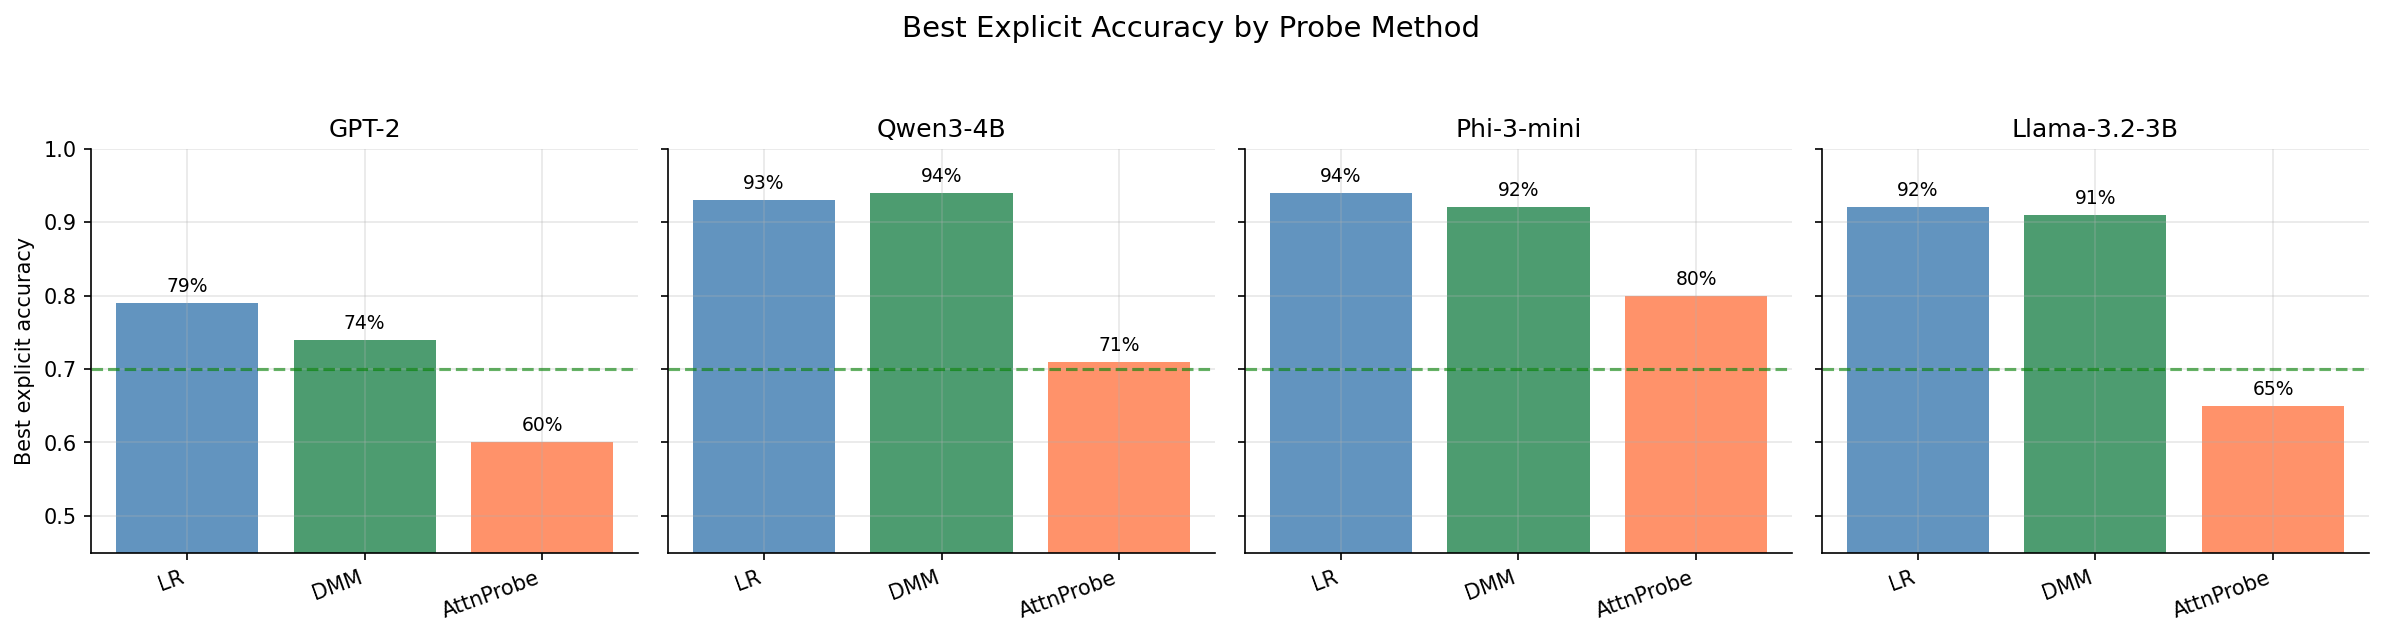 Best Explicit Accuracy by Probe Method
GPT-2
Best explicit accuracy
1.0
0.9
0.8
0.7
0.6
0.5
79%
74%
60%
LR
DMM
AttnProbe
Qwen3-4B
93%
94%
71%
LR
DMM
AttnProbe
Phi-3-mini
94%
92%
80%
LR
DMM
AttnProbe
Llama-3.2-3B
92%
91%
65%
LR
DMM
AttnProbe